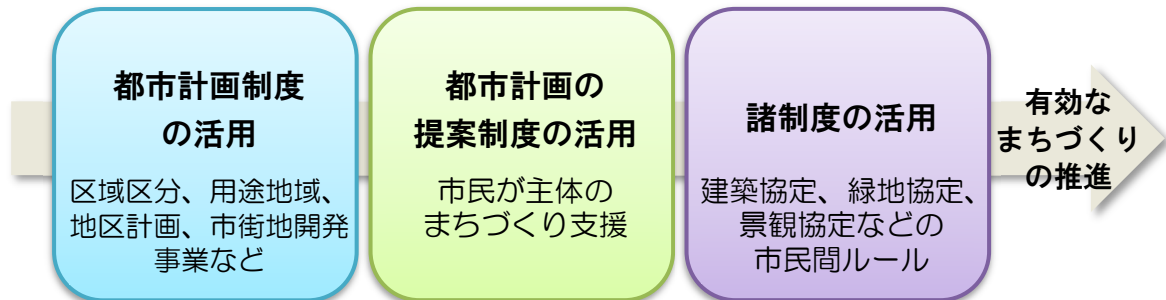 都市計画制度
の活用
区域区分、用途地域、
地区計画、市街地開発
事業など
都市計画の
提案制度の活用
市民が主体の
まちづくり支援
諸制度の活用
建築協定、緑地協定、
景観協定などの
市民間ルール
有効な
まちづくり
の推進